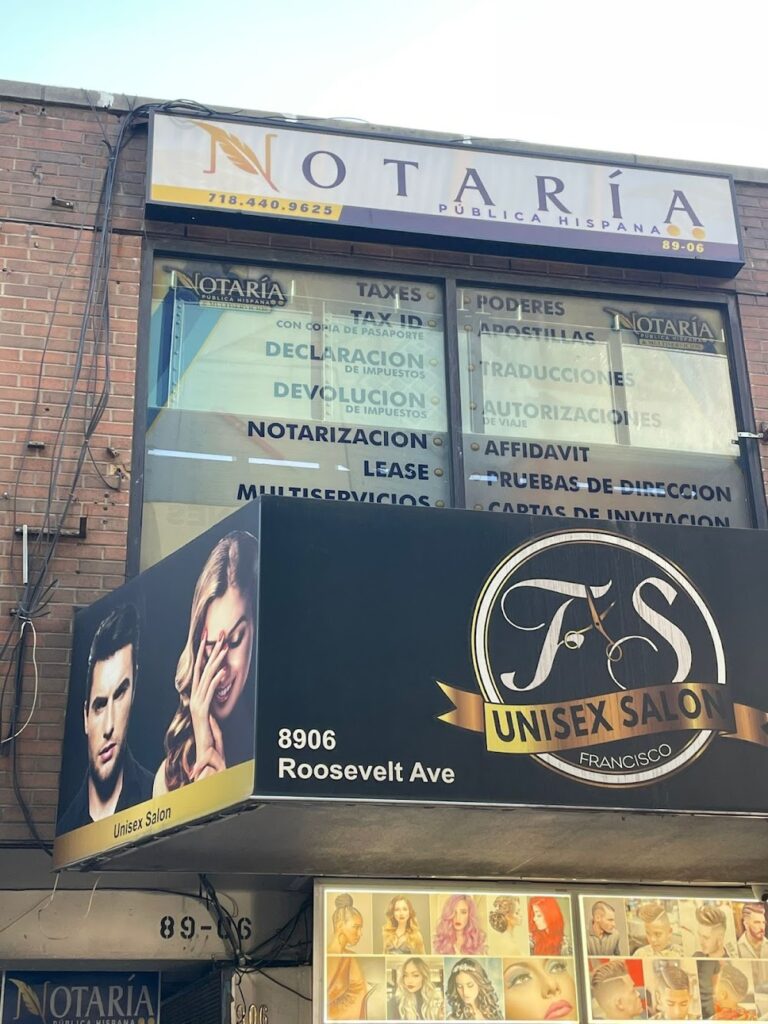 NOTARÍA
718.440.9625
PÚBLICA HISPANA
89-06
NOTARÍA
PÚBLICA HISPANA
TAXES
TAX ID
CON COPIA DE PASAPORTE
DECLARACION
DE IMPUESTOS
DEVOLUCION
DE IMPUESTOS
NOTARIZACION
LEASE
MULTISERVICIOS
PODERES
APOSTILLAS
TRADUCCIONES
AUTORIZACIONES
DE VIAJE
AFFIDAVIT
PRUEBAS DE DIRECCION
CARTAS DE INVITACION
NOTARÍA
PÚBLICA HISPANA
Unisex Salon
8906
Roosevelt Ave
F S
UNISEX SALON
FRANCISCO
89-06
NOTARÍA
PÚBLICA HISPANA